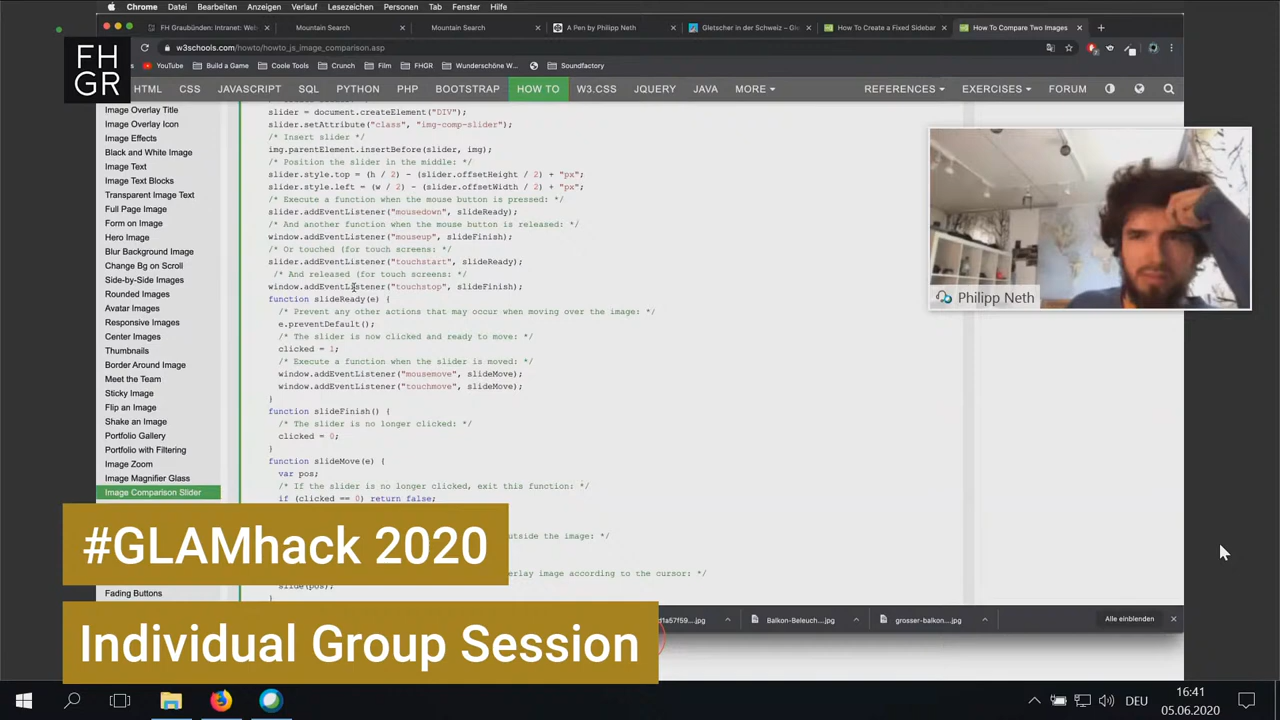 Chrome Datei Bearbeiten Anzeigen Verlauf Lesezeichen Personen Tab Fenster Hilfe
FH Graubünden: Intranet: Web
Mountain Search
Mountain Search
A Pen by Philipp Neth
Gletscher in der Schweiz –
How To Create a Fixed Sidebar
How To Compare Two Images
w3schools.com/howto/howto_js_image_comparison.asp
YouTube Build a Game Coole Tools Crunch Film FHGR Wunderschöne Soundfactory
FH
GR
HTML CSS JAVASCRIPT SQL PYTHON PHP BOOTSTRAP HOW TO W3.CSS JQUERY JAVA MORE REFERENCES EXERCISES FORUM
Image Overlay Title
Image Overlay Icon
Image Effects
Black and White Image
Image Text
Image Text Blocks
Transparent Image Text
Full Page Image
Form on Image
Hero Image
Blur Background Image
Change Bg on Scroll
Side-by-Side Images
Rounded Images
Avatar Images
Responsive Images
Center Images
Thumbnails
Border Around Image
Meet the Team
Sticky Image
Flip an Image
Shake an Image
Portfolio Gallery
Portfolio with Filtering
Image Zoom
Image Magnifier Glass
Image Comparison Slider
Fading Buttons
slider = document.createElement("DIV");
slider.setAttribute("class", "img-comp-slider");
/* Insert slider */
img.parentElement.insertBefore(slider, img);
/* Position the slider in the middle: */
slider.style.top = (h / 2) - (slider.offsetHeight / 2) + "px";
slider.style.left = (w / 2) - (slider.offsetWidth / 2) + "px";
/* Execute a function when the mouse button is pressed: */
slider.addEventListener("mousedown", slideReady);
/* And another function when the mouse button is released: */
window.addEventListener("mouseup", slideFinish);
/* Or touched (for touch screens: */
slider.addEventListener("touchstart", slideReady);
/* And released (for touch screens: */
window.addEventListener("touchstop", slideFinish);
function slideReady(e) {
/* Prevent any other actions that may occur when moving over the image: */
e.preventDefault();
/* The slider is now clicked and ready to move: */
clicked = 1;
/* Execute a function when the slider is moved: */
window.addEventListener("mousemove", slideMove);
window.addEventListener("touchmove", slideMove);
}
function slideFinish() {
/* The slider is no longer clicked: */
clicked = 0;
}
function slideMove(e) {
var pos;
/* If the slider is no longer clicked, exit this function: */
if (clicked == 0) return false;
outside the image: */
overlay image according to the cursor: */
slide(pos);
}
Philipp Neth
#GLAMhack 2020
Individual Group Session
d1a57f59....jpg
Balkon-Beleuch....jpg
grosser-balkon....jpg
Alle einblenden
DEU
16:41
05.06.2020